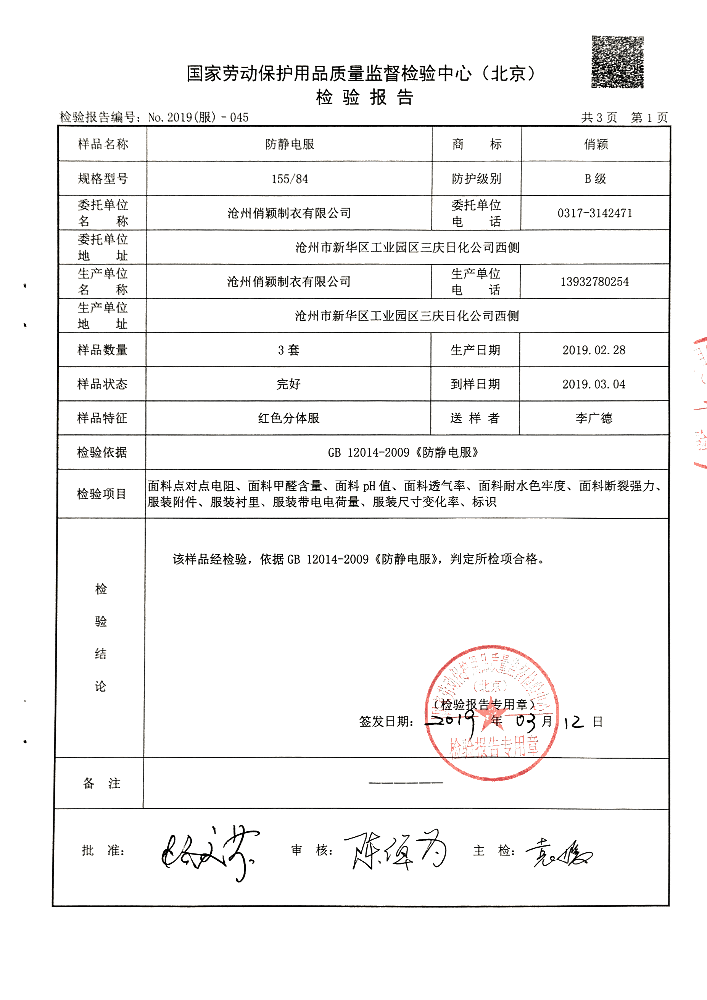 国家劳动保护用品质量监督检验中心（北京）
检 验 报 告
检验报告编号：No.2019(服)－045 共 3 页 第 1 页
样品名称 防静电服 商 标 俏颖
规格型号 155/84 防护级别 B 级
委托单位
名 称 沧州俏颖制衣有限公司 委托单位
电 话 0317-3142471
委托单位
地 址 沧州市新华区工业园区三庆日化公司西侧
生产单位
名 称 沧州俏颖制衣有限公司 生产单位
电 话 13932780254
生产单位
地 址 沧州市新华区工业园区三庆日化公司西侧
样品数量 3 套 生产日期 2019.02.28
样品状态 完好 到样日期 2019.03.04
样品特征 红色分体服 送 样 者 李广德
检验依据 GB 12014-2009《防静电服》
检验项目 面料点对点电阻、面料甲醛含量、面料 pH 值、面料透气率、面料耐水色牢度、面料断裂强力、
服装附件、服装衬里、服装带电电荷量、服装尺寸变化率、标识
检
验
结
论
该样品经检验，依据 GB 12014-2009《防静电服》，判定所检项合格。
国家劳动保护用品质量监督检验中心
（北京）
（检验报告专用章）
签发日期： 2019 年 03 月 12 日
检验报告专用章
备 注 ——————
批 准： 审 核： 主 检：